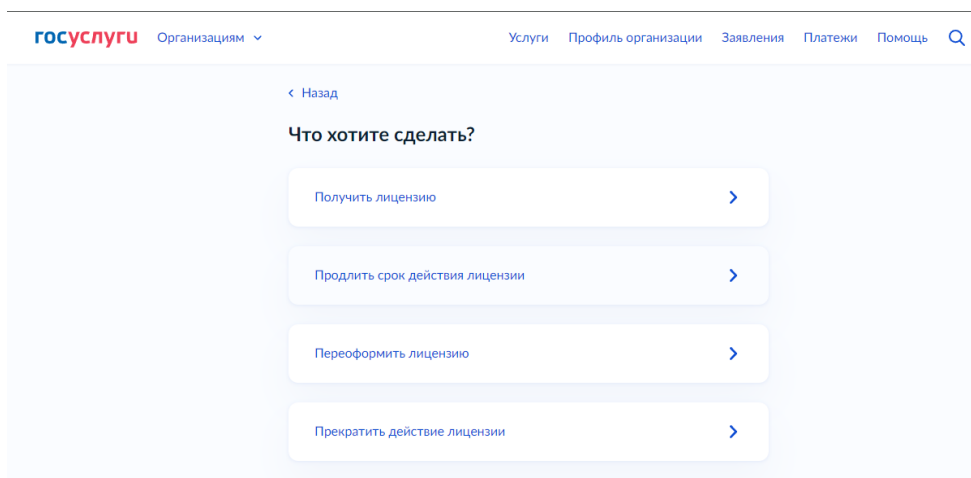 госуслуги Организациям Услуги Профиль организации Заявления Платежи Помощь
Назад
Что хотите сделать?
Получить лицензию
Продлить срок действия лицензии
Переоформить лицензию
Прекратить действие лицензии